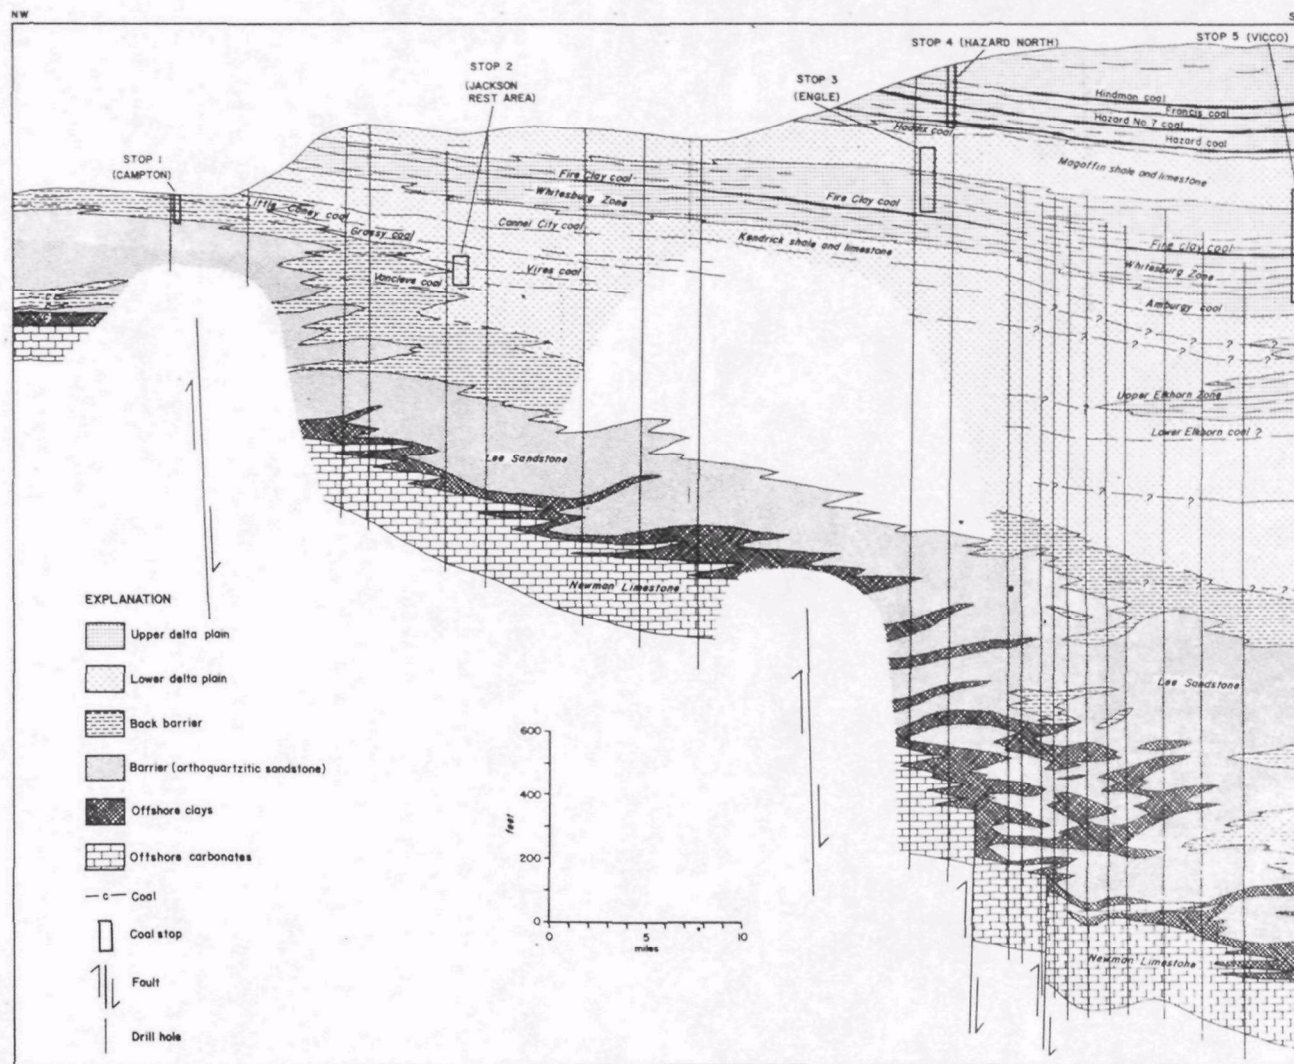 NW
S
STOP 1
(CAMPTON)
STOP 2
(JACKSON
REST AREA)
STOP 3
(ENGLE)
STOP 4 (HAZARD NORTH)
STOP 5 (VICCO)
Hindman coal
Francis coal
Hazard No. 7 coal
Hazard coal
Haddix coal
Magoffin shale and limestone
Little Caney coal
Grassy coal
Vancleve coal
Fire Clay coal
Whitesburg Zone
Cannel City coal
Vires coal
Kendrick shale and limestone
Fire Clay coal
Fire clay coal
Whitesburg Zone
Amburgy coal
Upper Elkhorn Zone
Lower Elkhorn coal ?
Lee Sandstone
Newman Limestone
Lee Sandstone
Newman Limestone
EXPLANATION
Upper delta plain
Lower delta plain
Back barrier
Barrier (orthoquartzitic sandstone)
Offshore clays
Offshore carbonates
—c— Coal
Coal stop
Fault
Drill hole
600
400
200
0
feet
0 5 10
miles